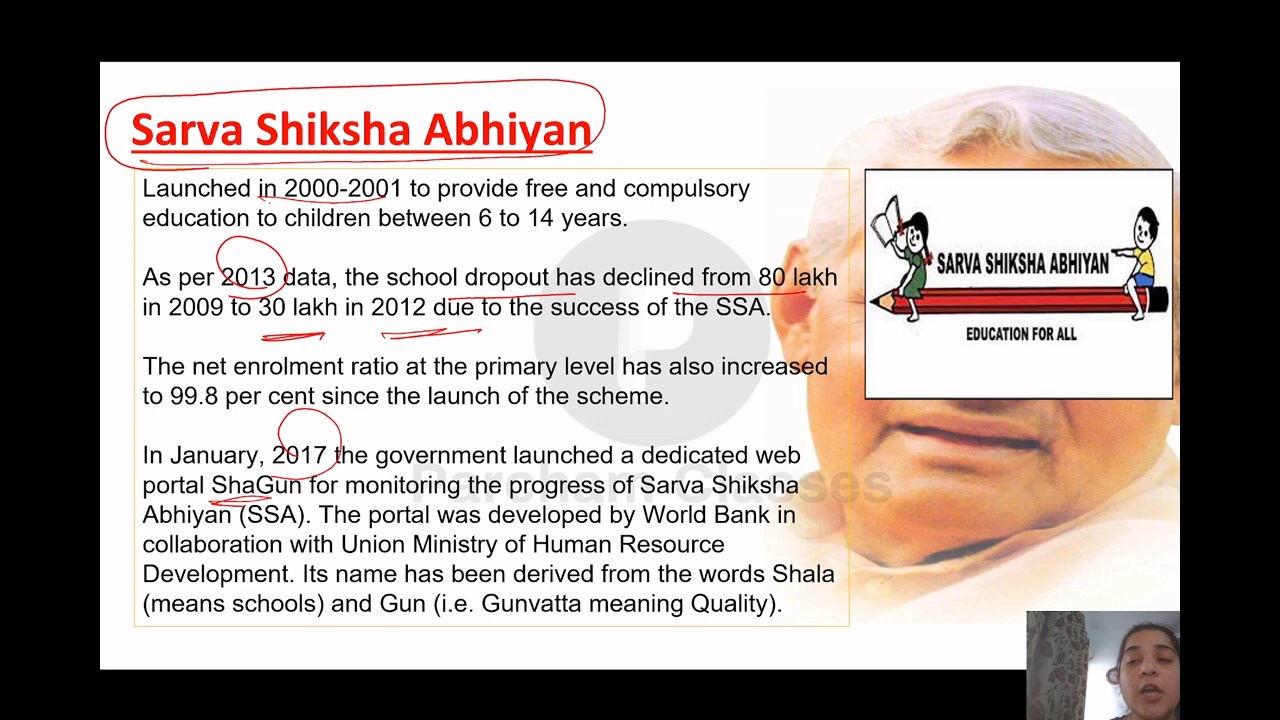 Sarva Shiksha Abhiyan
Launched in 2000-2001 to provide free and compulsory
education to children between 6 to 14 years.
As per 2013 data, the school dropout has declined from 80 lakh
in 2009 to 30 lakh in 2012 due to the success of the SSA.
The net enrolment ratio at the primary level has also increased
to 99.8 per cent since the launch of the scheme.
In January, 2017 the government launched a dedicated web
portal ShaGun for monitoring the progress of Sarva Shiksha
Abhiyan (SSA). The portal was developed by World Bank in
collaboration with Union Ministry of Human Resource
Development. Its name has been derived from the words Shala
(means schools) and Gun (i.e. Gunvatta meaning Quality).
SARVA SHIKSHA ABHIYAN
EDUCATION FOR ALL
Parcham Classes